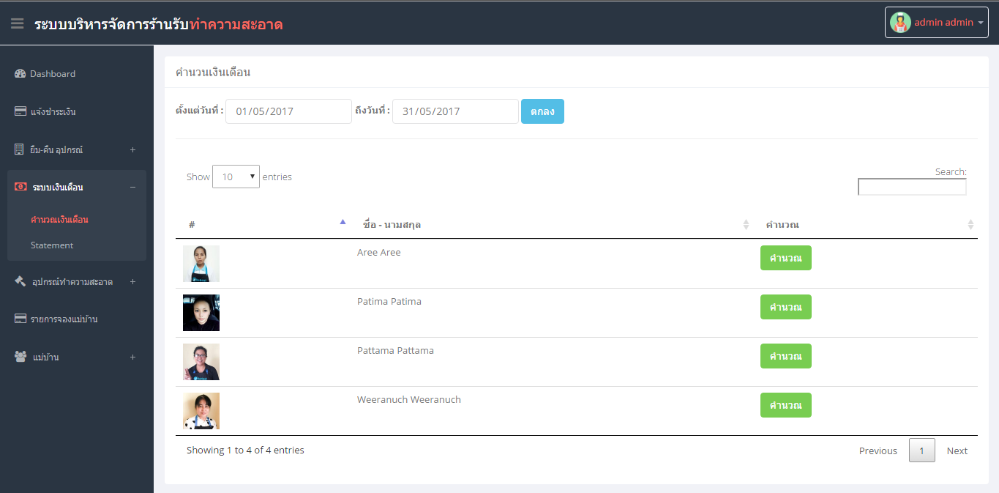 ระบบบริหารจัดการร้านรับทำความสะอาด
admin admin
Dashboard
แจ้งชำระเงิน
ยืม-คืน อุปกรณ์
ระบบเงินเดือน
คำนวณเงินเดือน
Statement
อุปกรณ์ทำความสะอาด
รายการจองแม่บ้าน
แม่บ้าน
คำนวนเงินเดือน
ตั้งแต่วันที่ : 01/05/2017 ถึงวันที่ : 31/05/2017 ตกลง
Show 10 entries
Search:
# ชื่อ - นามสกุล คำนวณ
Aree Aree คำนวณ
Patima Patima คำนวณ
Pattama Pattama คำนวณ
Weeranuch Weeranuch คำนวณ
Showing 1 to 4 of 4 entries
Previous 1 Next